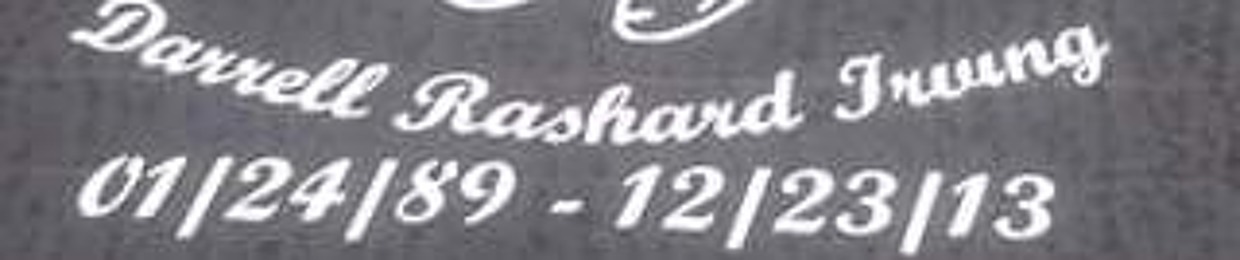 Darrell Rashard Irving
01/24/89 - 12/23/13